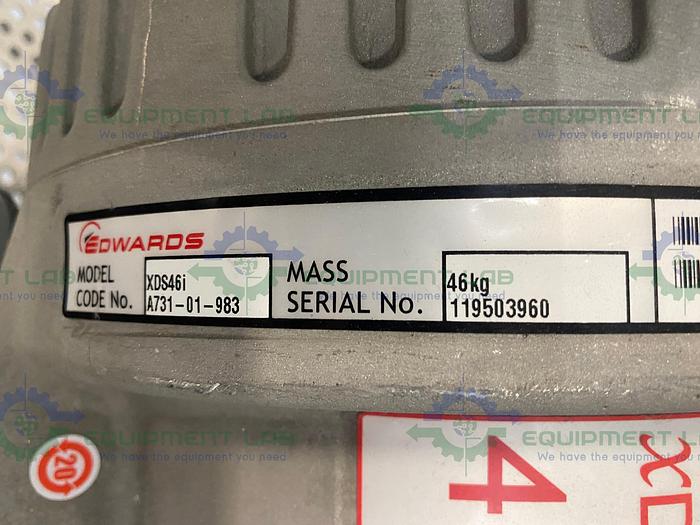 EDWARDS
MODEL XDS46i
CODE No. A731-01-983
MASS 46kg
SERIAL No. 119503960
20
4
EQUIPMENT LAB
We have the equipment you need